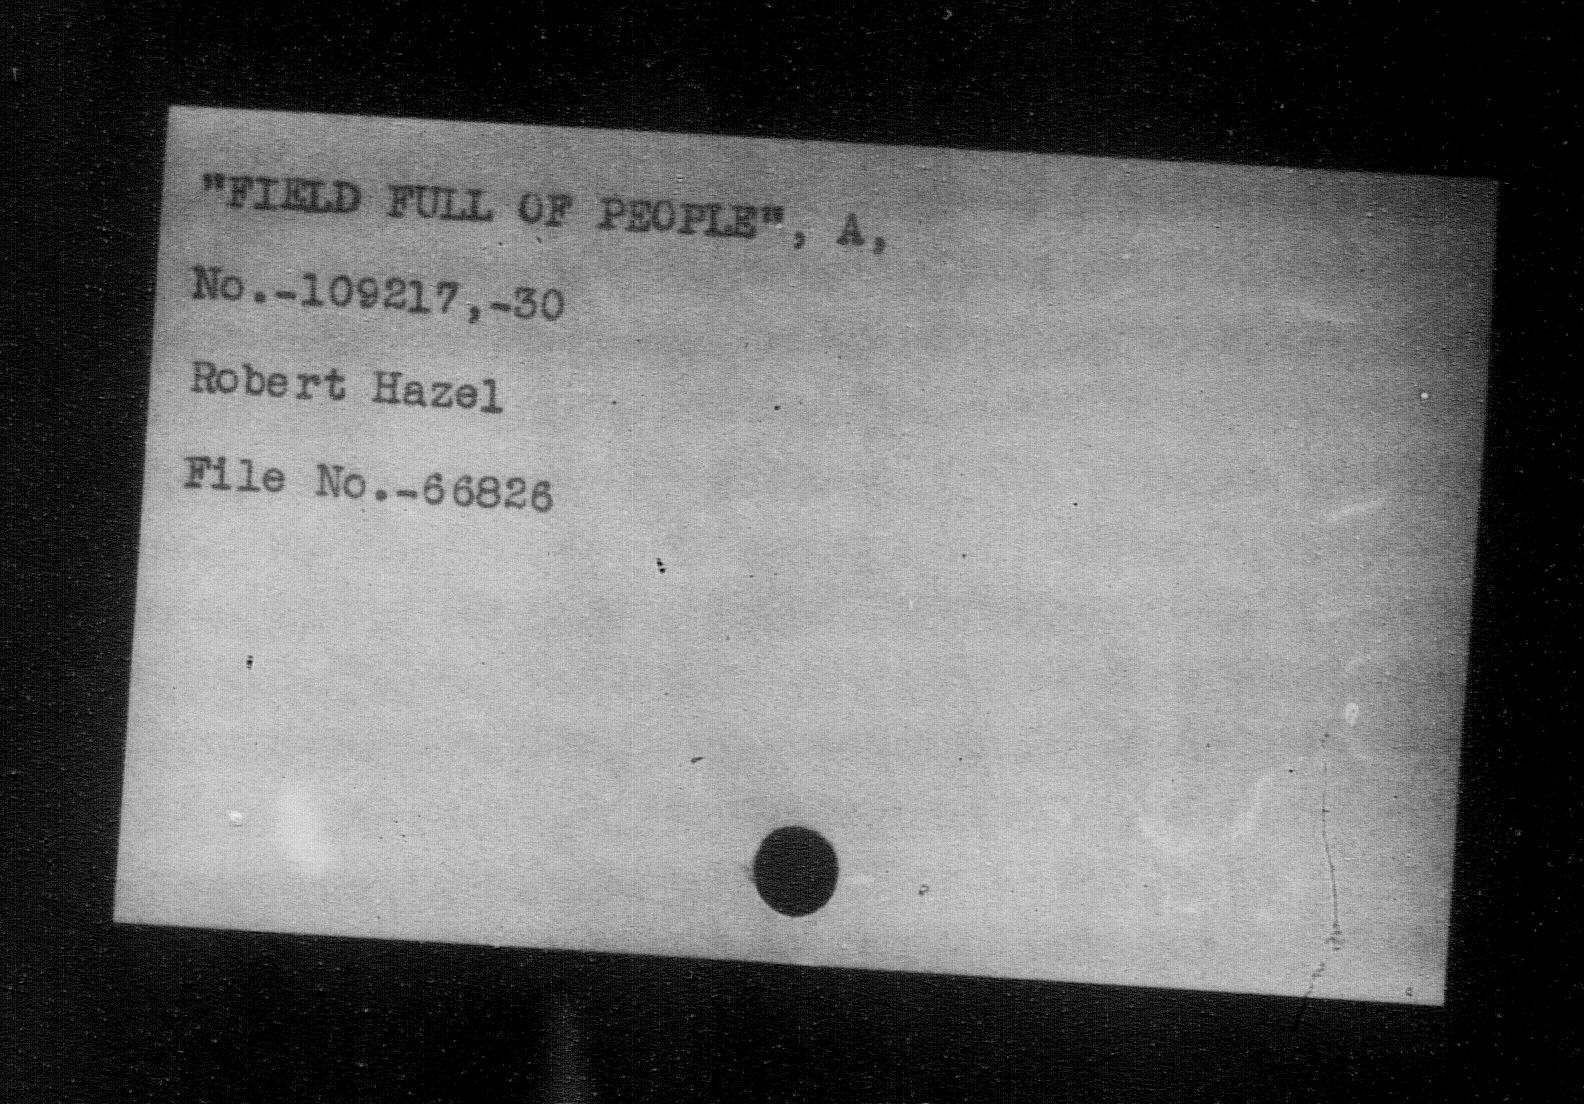 "FIELD FULL OF PEOPLE", A,
No.-109217,-30
Robert Hazel
File No.-66826